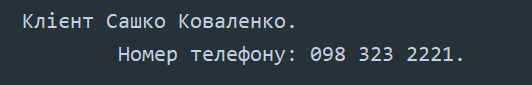 Клієнт Сашко Коваленко.
Номер телефону: 098 323 2221.